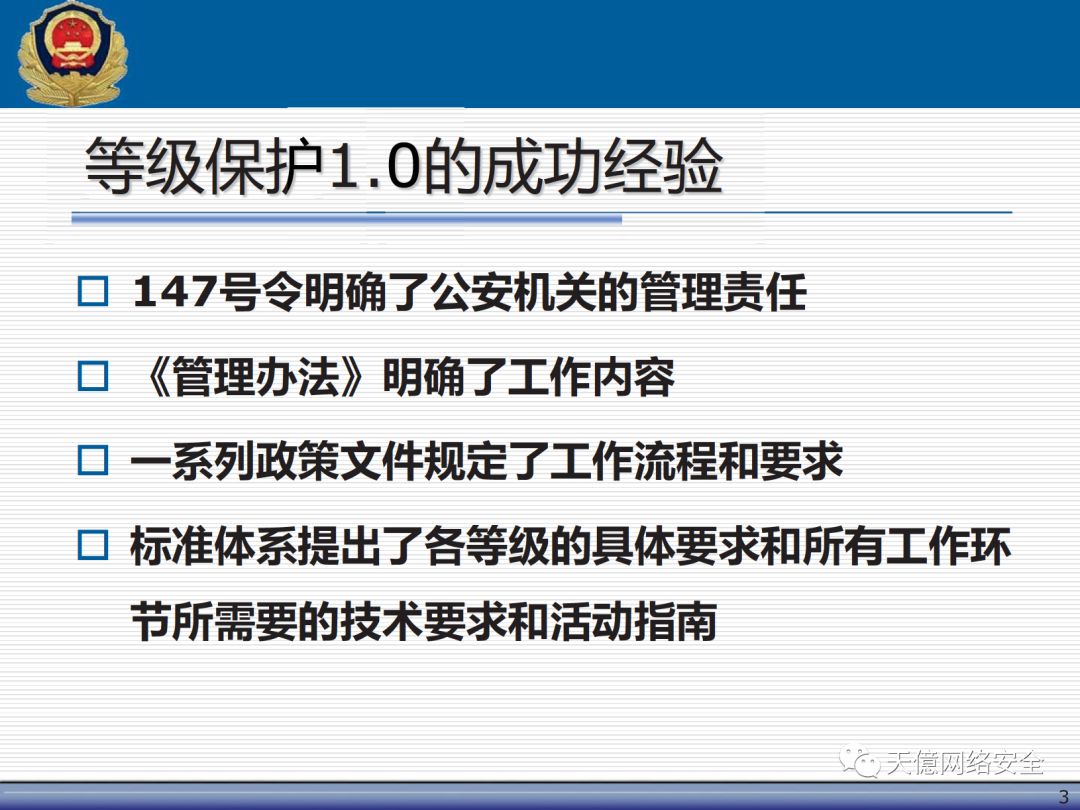 等级保护1.0的成功经验
147号令明确了公安机关的管理责任
《管理办法》明确了工作内容
一系列政策文件规定了工作流程和要求
标准体系提出了各等级的具体要求和所有工作环
节所需要的技术要求和活动指南
天億网络安全
3